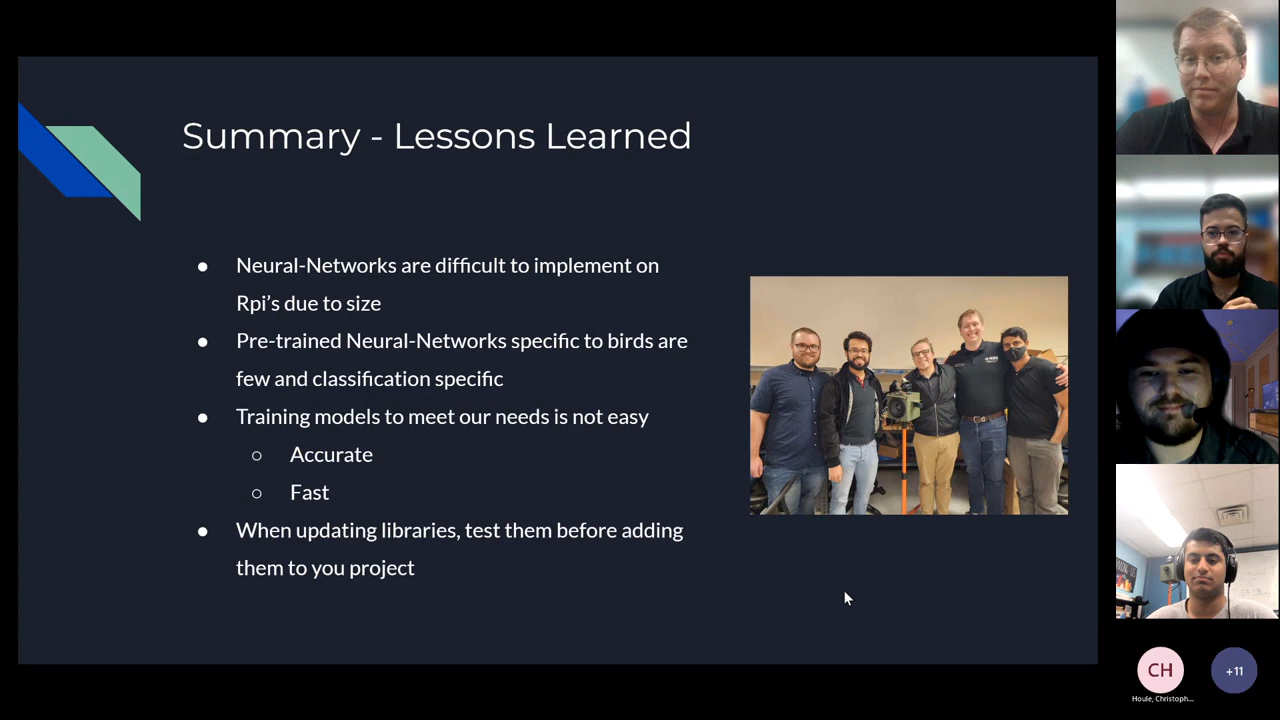 Summary - Lessons Learned
● Neural-Networks are difficult to implement on
Rpi's due to size
● Pre-trained Neural-Networks specific to birds are
few and classification specific
● Training models to meet our needs is not easy
○ Accurate
○ Fast
● When updating libraries, test them before adding
them to you project
CH
+11
Houle, Christoph...